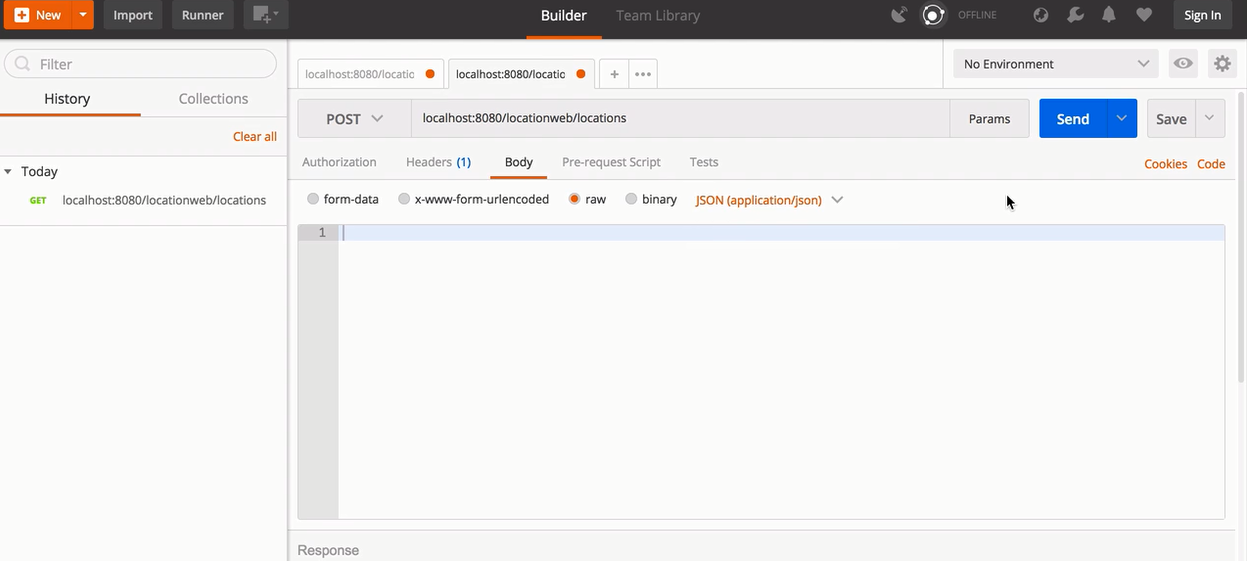 New Import Runner Builder Team Library OFFLINE Sign In
Filter
History Collections
Clear all
Today
GET localhost:8080/locationweb/locations
localhost:8080/locatic localhost:8080/locatic + ••• No Environment
POST localhost:8080/locationweb/locations Params Send Save
Authorization Headers (1) Body Pre-request Script Tests Cookies Code
form-data x-www-form-urlencoded raw binary JSON (application/json)
1
Response